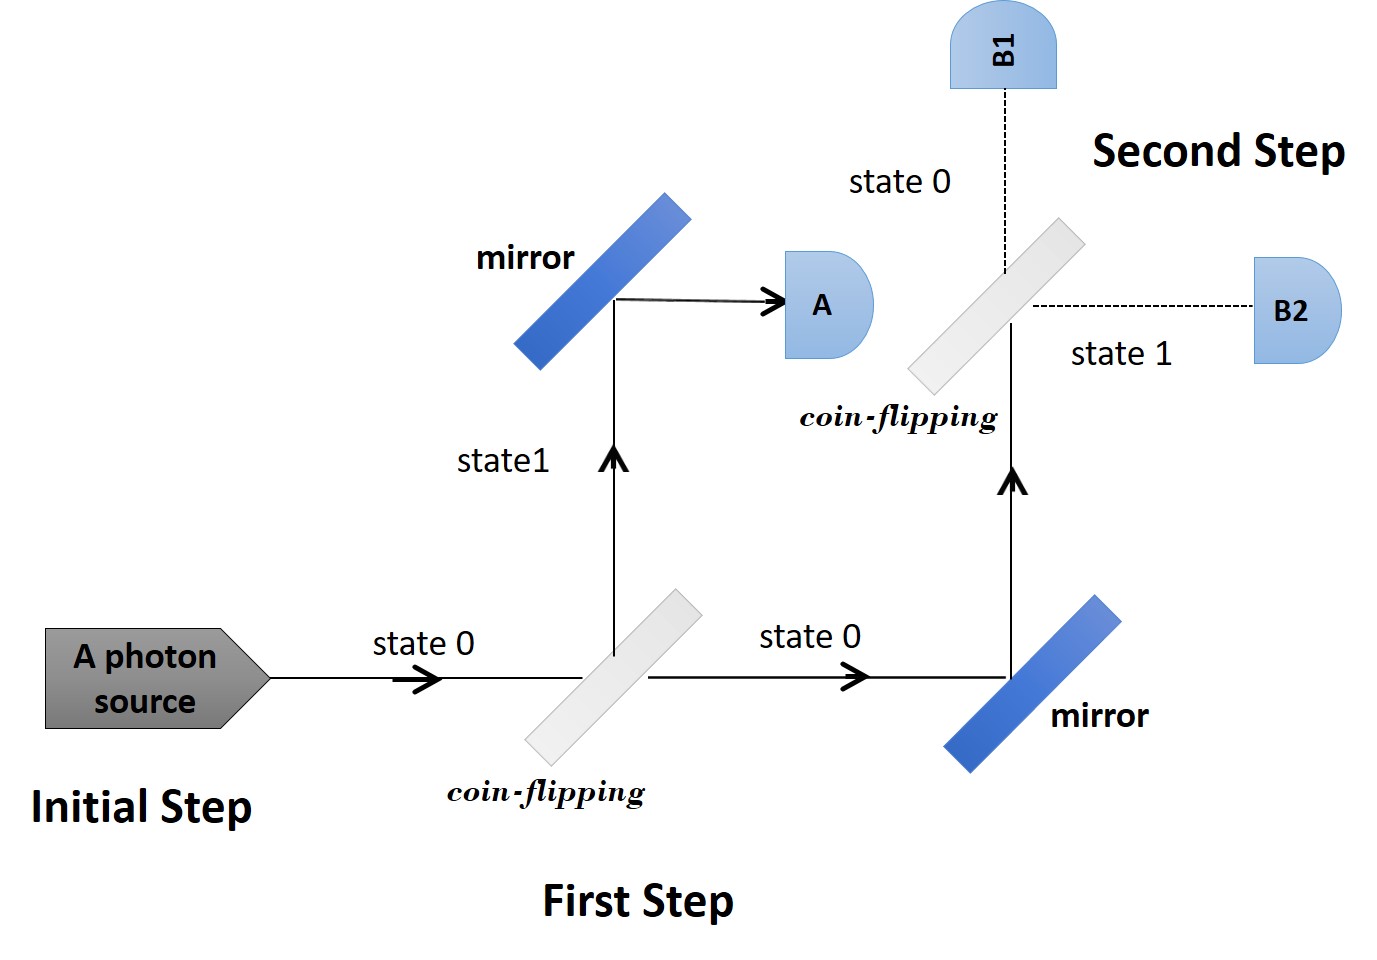 B1
Second Step
state 0
mirror
A
B2
state 1
coin-flipping
state1
A photon
source
state 0
state 0
mirror
coin-flipping
Initial Step
First Step